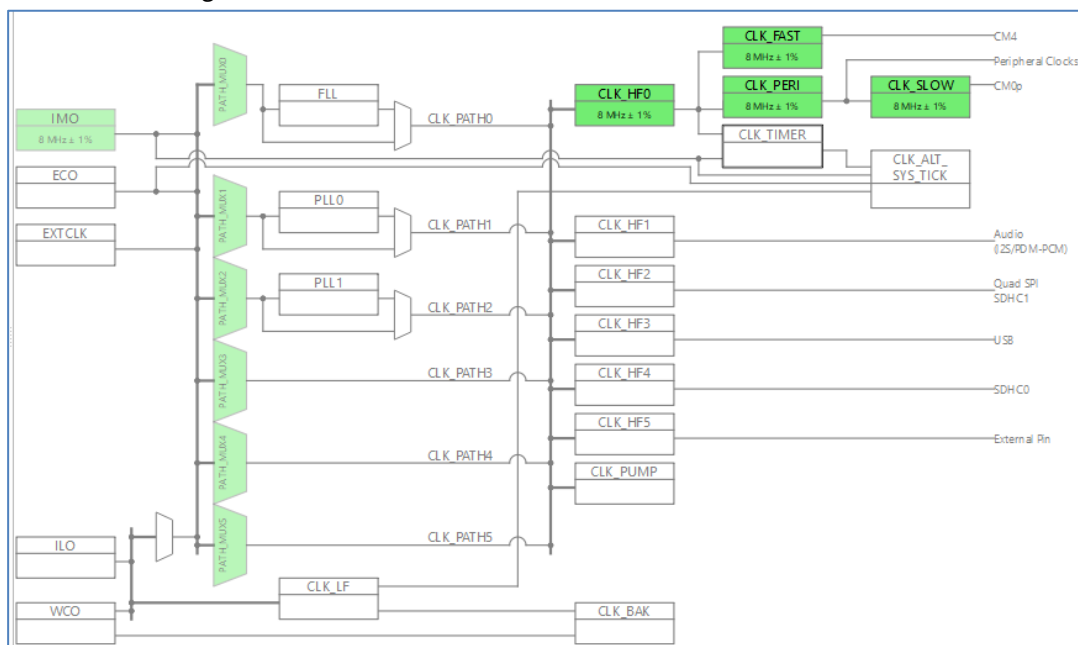 CLK_FAST
8 MHz ± 1%
CM4
Peripheral Clocks
PATH_MUX0
FLL
CLK_HF0
8 MHz ± 1%
CLK_PERI
8 MHz ± 1%
CLK_SLOW
8 MHz ± 1%
CM0p
IMO
8 MHz ± 1%
CLK_PATH0
CLK_TIMER
CLK_ALT_
SYS_TICK
ECO
PATH_MUX1
PLL0
EXTCLK
CLK_PATH1
CLK_HF1
Audio
(I2S/PDM-PCM)
PATH_MUX2
PLL1
CLK_HF2
Quad SPI
SDHC1
CLK_PATH2
CLK_HF3
USB
PATH_MUX3
CLK_PATH3
CLK_HF4
SDHC0
CLK_HF5
External Pin
PATH_MUX4
CLK_PATH4
CLK_PUMP
PATH_MUX5
CLK_PATH5
ILO
CLK_LF
WCO
CLK_BAK